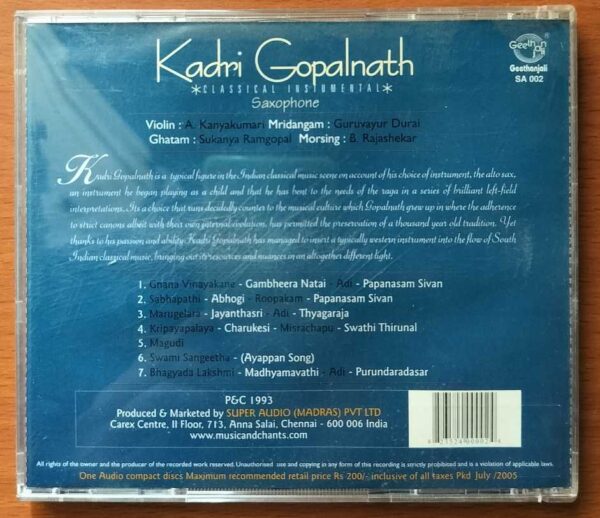 Kadri Gopalnath
*CLASSICAL INSTUMENTAL*
Saxophone
Geethanjali
Geethanjali
SA 002
Violin : A. Kanyakumari Mridangam : Guruvayur Durai
Ghatam : Sukanya Ramgopal Morsing : B. Rajashekar
Kadri Gopalnath is a typical figure in the Indian classical music scene on account of his choice of instrument, the alto sax,
an instrument he began playing as a child and that he has bent to the needs of the raga in a series of brilliant left-field
interpretations. Its a choice that runs decidedly counter to the musical culture which Gopalnath grew up in where the adherence
to strict canons albeit with their own internal evolution, has permitted the preservation of a thousand year old tradition. Yet
thanks to his passion and ability Kadri Gopalnath has managed to insert a typically western instrument into the flow of South
Indian classical music, bringing out its resources and nuances in an altogether different light.
1. Gnana Vinayakane - Gambheera Natai - Adi - Papanasam Sivan
2. Sabhapathi - Abhogi - Roopakam - Papanasam Sivan
3. Marugelara - Jayanthasri - Adi - Thyagaraja
4. Kripayapalaya - Charukesi - Misrachapu - Swathi Thirunal
5. Magudi
6. Swami Sangeetha - (Ayappan Song)
7. Bhagyada Lakshmi - Madhyamavathi - Adi - Purundaradasar
P&C 1993
Produced & Marketed by SUPER AUDIO (MADRAS) PVT LTD
Carex Centre, II Floor, 713, Anna Salai, Chennai - 600 006 India
www.musicandchants.com
All rights of the owner and the producer of the recorded work reserved. Unauthorised use and copying in any form of this recording is strictly prohibited and is a violation of applicable laws.
One Audio compact discs Maximum recommended retail price Rs 200/- inclusive of all taxes Pkd July /2005